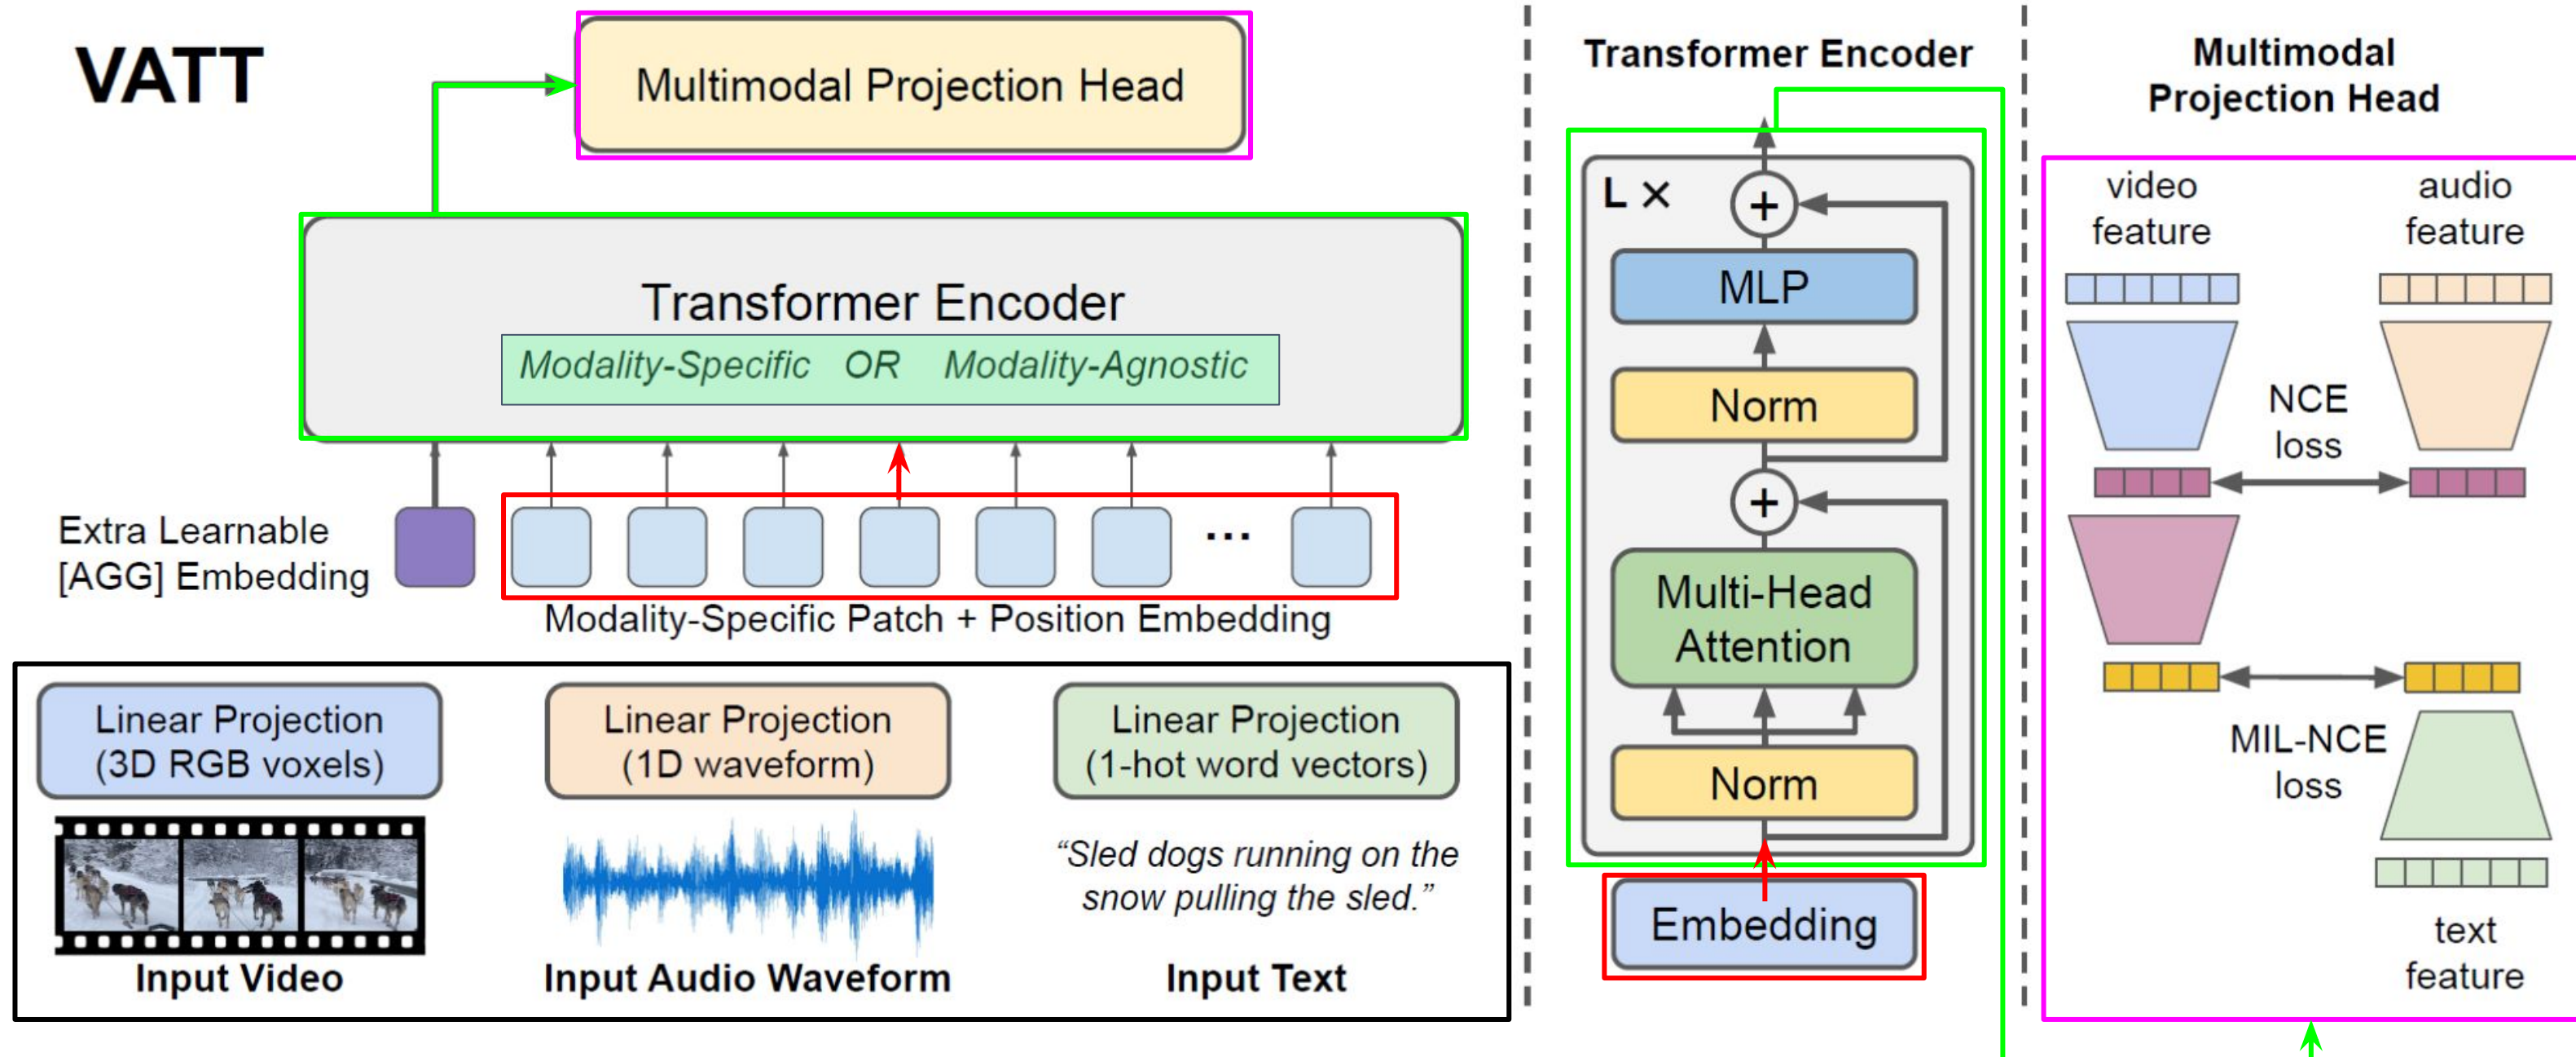 VATT
Multimodal Projection Head
Transformer Encoder
Modality-Specific OR Modality-Agnostic
Extra Learnable
[AGG] Embedding
...
Modality-Specific Patch + Position Embedding
Linear Projection
(3D RGB voxels)
Linear Projection
(1D waveform)
Linear Projection
(1-hot word vectors)
“Sled dogs running on the
snow pulling the sled.”
Input Video
Input Audio Waveform
Input Text
Transformer Encoder
L ×
+
MLP
Norm
+
Multi-Head
Attention
Norm
Embedding
Multimodal
Projection Head
video
feature
audio
feature
NCE
loss
MIL-NCE
loss
text
feature